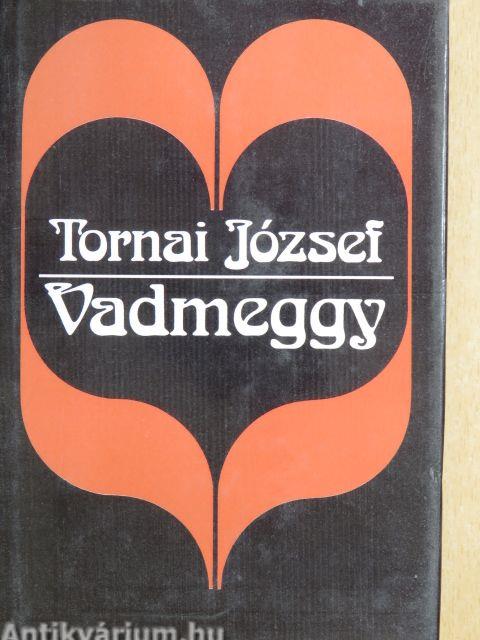 Tornai József
Vadmeggy
Antikvárium.hu